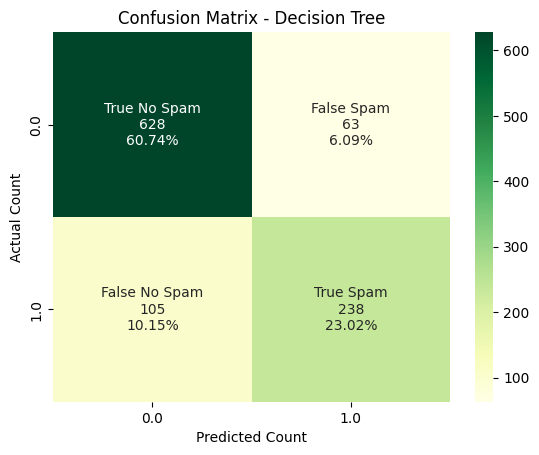 Confusion Matrix - Decision Tree
True No Spam
628
60.74%
False Spam
63
6.09%
False No Spam
105
10.15%
True Spam
238
23.02%
0.0
1.0
Actual Count
0.0
1.0
Predicted Count
600
500
400
300
200
100